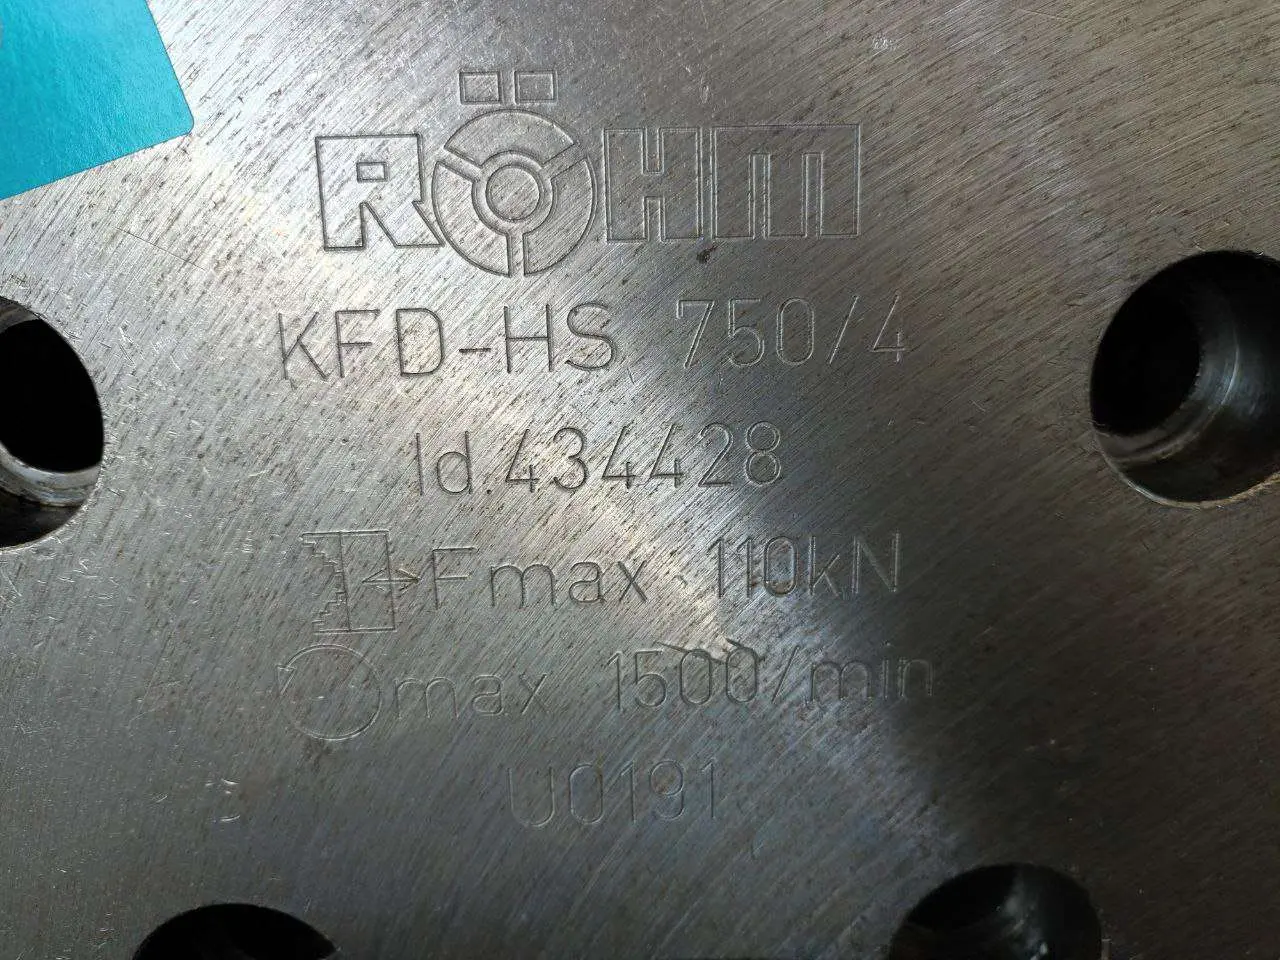 RÖHM
KFD-HS 750/4
Id.434428
Fmax. 110kN
max. 1500/min
U0191